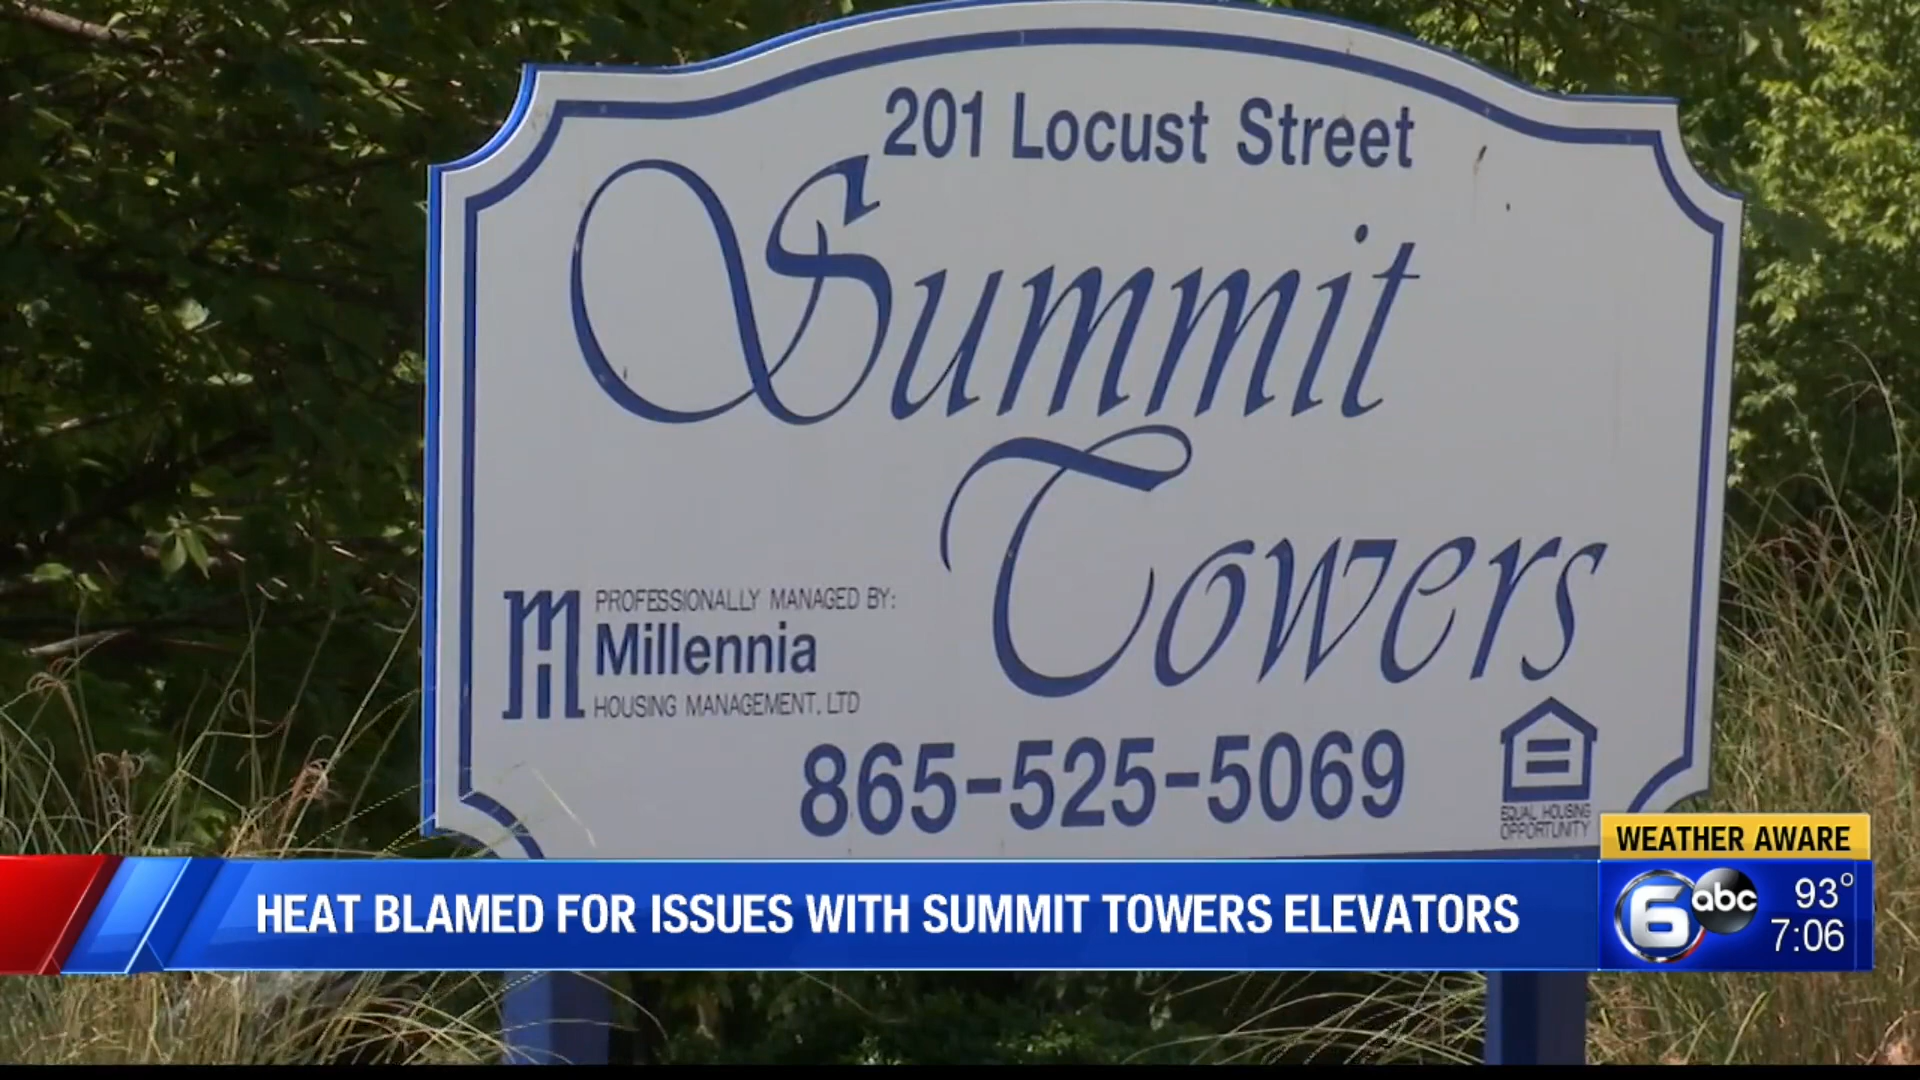 201 Locust Street
Summit
Towers
PROFESSIONALLY MANAGED BY:
Millennia
HOUSING MANAGEMENT, LTD
865-525-5069
EQUAL HOUSING
OPPORTUNITY
WEATHER AWARE
HEAT BLAMED FOR ISSUES WITH SUMMIT TOWERS ELEVATORS
6 abc 93°
7:06